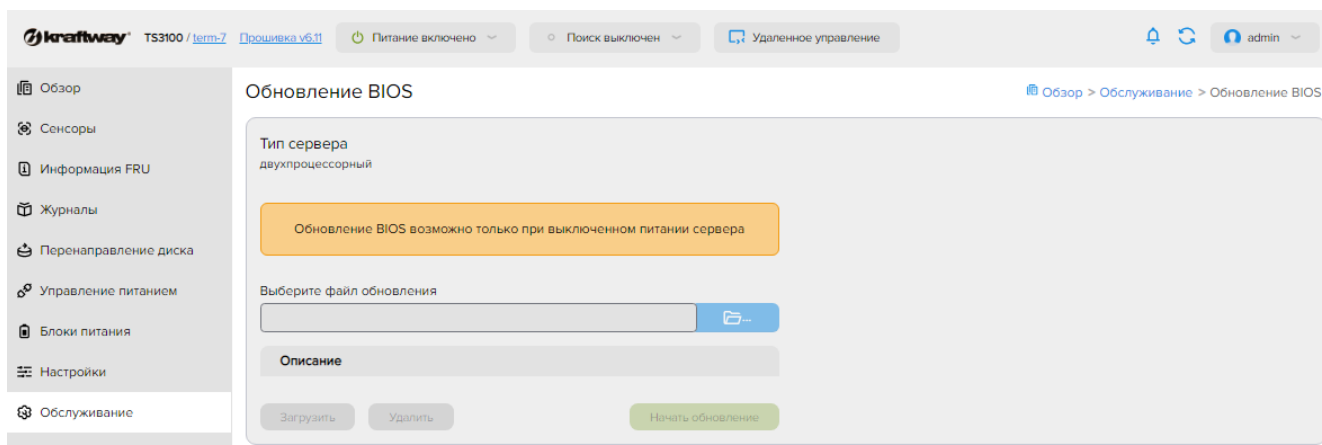 kraftway TS3100 / term-7 Прошивка v6.11 Питание включено Поиск выключен Удаленное управление admin
Обзор
Сенсоры
Информация FRU
Журналы
Перенаправление диска
Управление питанием
Блоки питания
Настройки
Обслуживание
Обновление BIOS
Обзор > Обслуживание > Обновление BIOS
Тип сервера
двухпроцессорный
Обновление BIOS возможно только при выключенном питании сервера
Выберите файл обновления
...
Описание
Загрузить Удалить Начать обновление